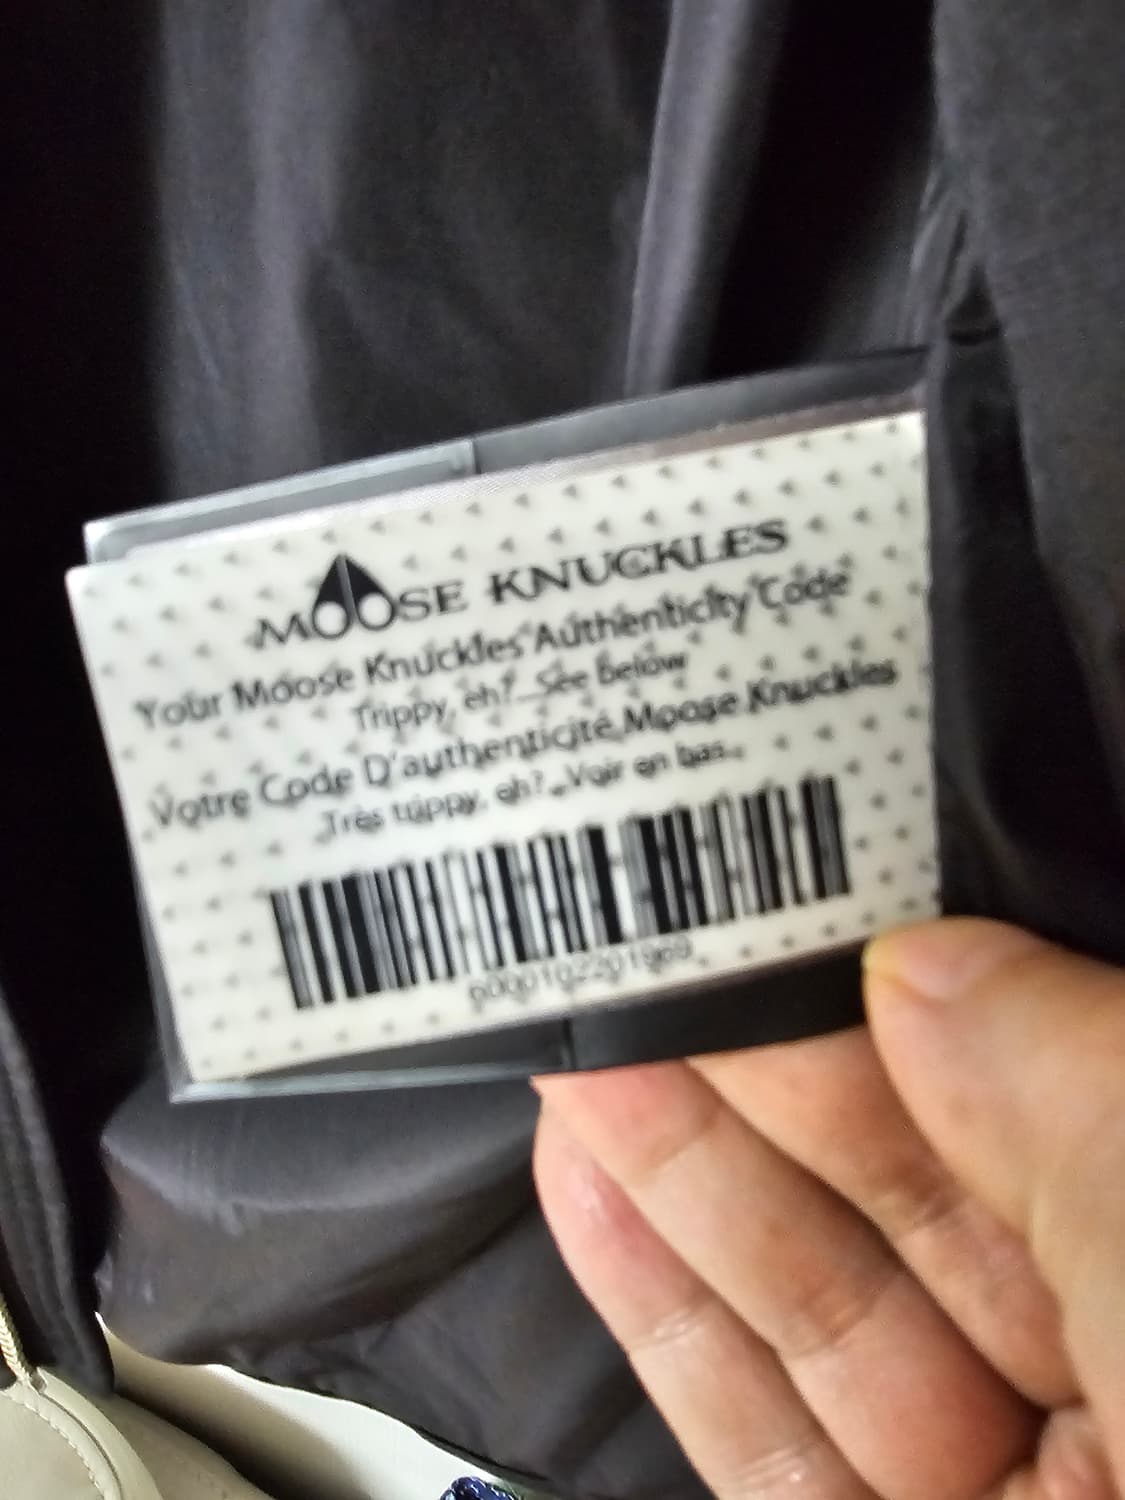 MOOSE KNUCKLES
Your Moose Knuckles Authenticity Code
Trippy, eh?...See below
Votre Code D'authenticité Moose Knuckles
Très trippy, eh?...Voir en bas...